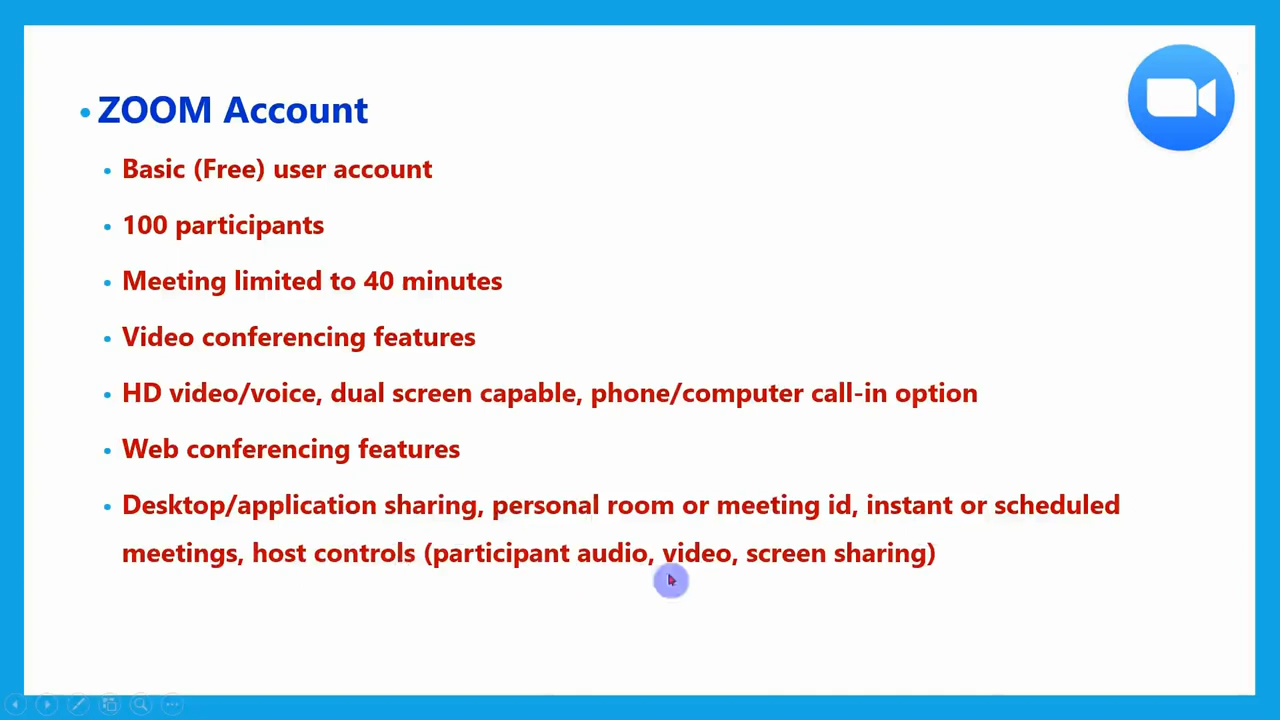 • ZOOM Account
• Basic (Free) user account
• 100 participants
• Meeting limited to 40 minutes
• Video conferencing features
• HD video/voice, dual screen capable, phone/computer call-in option
• Web conferencing features
• Desktop/application sharing, personal room or meeting id, instant or scheduled
meetings, host controls (participant audio, video, screen sharing)